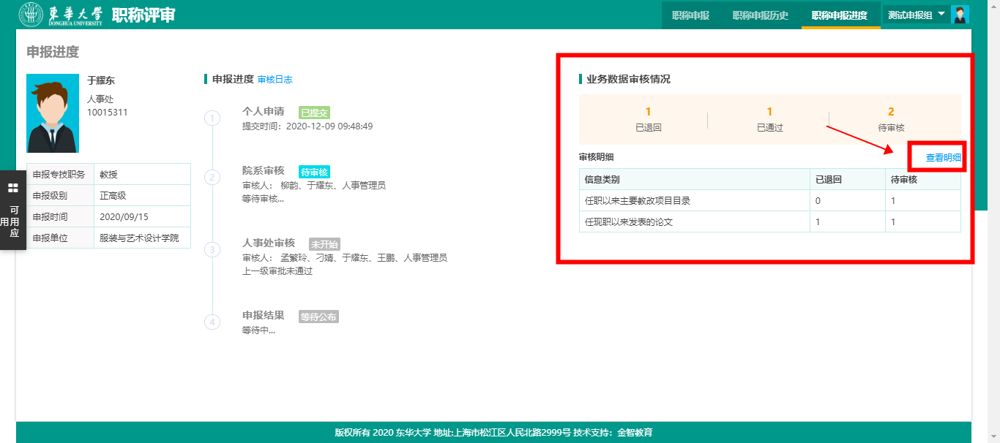 東華大学 职称评审
DONGHUA UNIVERSITY
职称申报 职称申报历史 职称申报进度 测试申报组
申报进度
于耀东
人事处
10015311
申报专技职务 教授
申报级别 正高级
申报时间 2020/09/15
申报单位 服装与艺术设计学院
可用应用
申报进度 审核日志
1 个人申请 已提交
提交时间：2020-12-09 09:48:49
2 院系审核 待审核
审核人： 柳韵、于耀东、人事管理员
等待审核...
3 人事处审核 未开始
审核人： 孟繁玲、刁婧、于耀东、王鹏、人事管理员
上一级审批未通过
4 申报结果 等待公布
等待中...
业务数据审核情况
1 1 2
已退回 已通过 待审核
审核明细 查看明细
信息类别 已退回 待审核
任职以来主要教改项目目录 0 1
任现职以来发表的论文 1 1
版权所有 2020 东华大学 地址:上海市松江区人民北路2999号 技术支持：金智教育